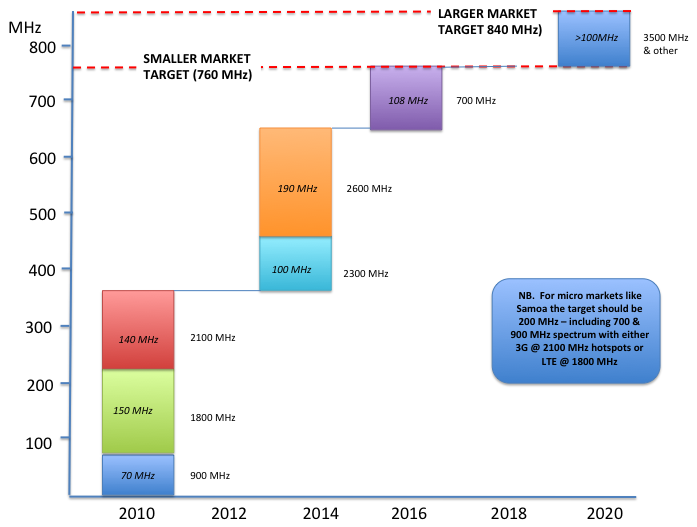 MHz
LARGER MARKET
TARGET 840 MHz)
SMALLER MARKET
TARGET (760 MHz)
800
700
600
500
400
300
200
100
>100MHz
3500 MHz
& other
108 MHz
700 MHz
190 MHz
2600 MHz
100 MHz
2300 MHz
140 MHz
2100 MHz
150 MHz
1800 MHz
70 MHz
900 MHz
NB. For micro markets like
Samoa the target should be
200 MHz – including 700 &
900 MHz spectrum with either
3G @ 2100 MHz hotspots or
LTE @ 1800 MHz
2010
2012
2014
2016
2018
2020